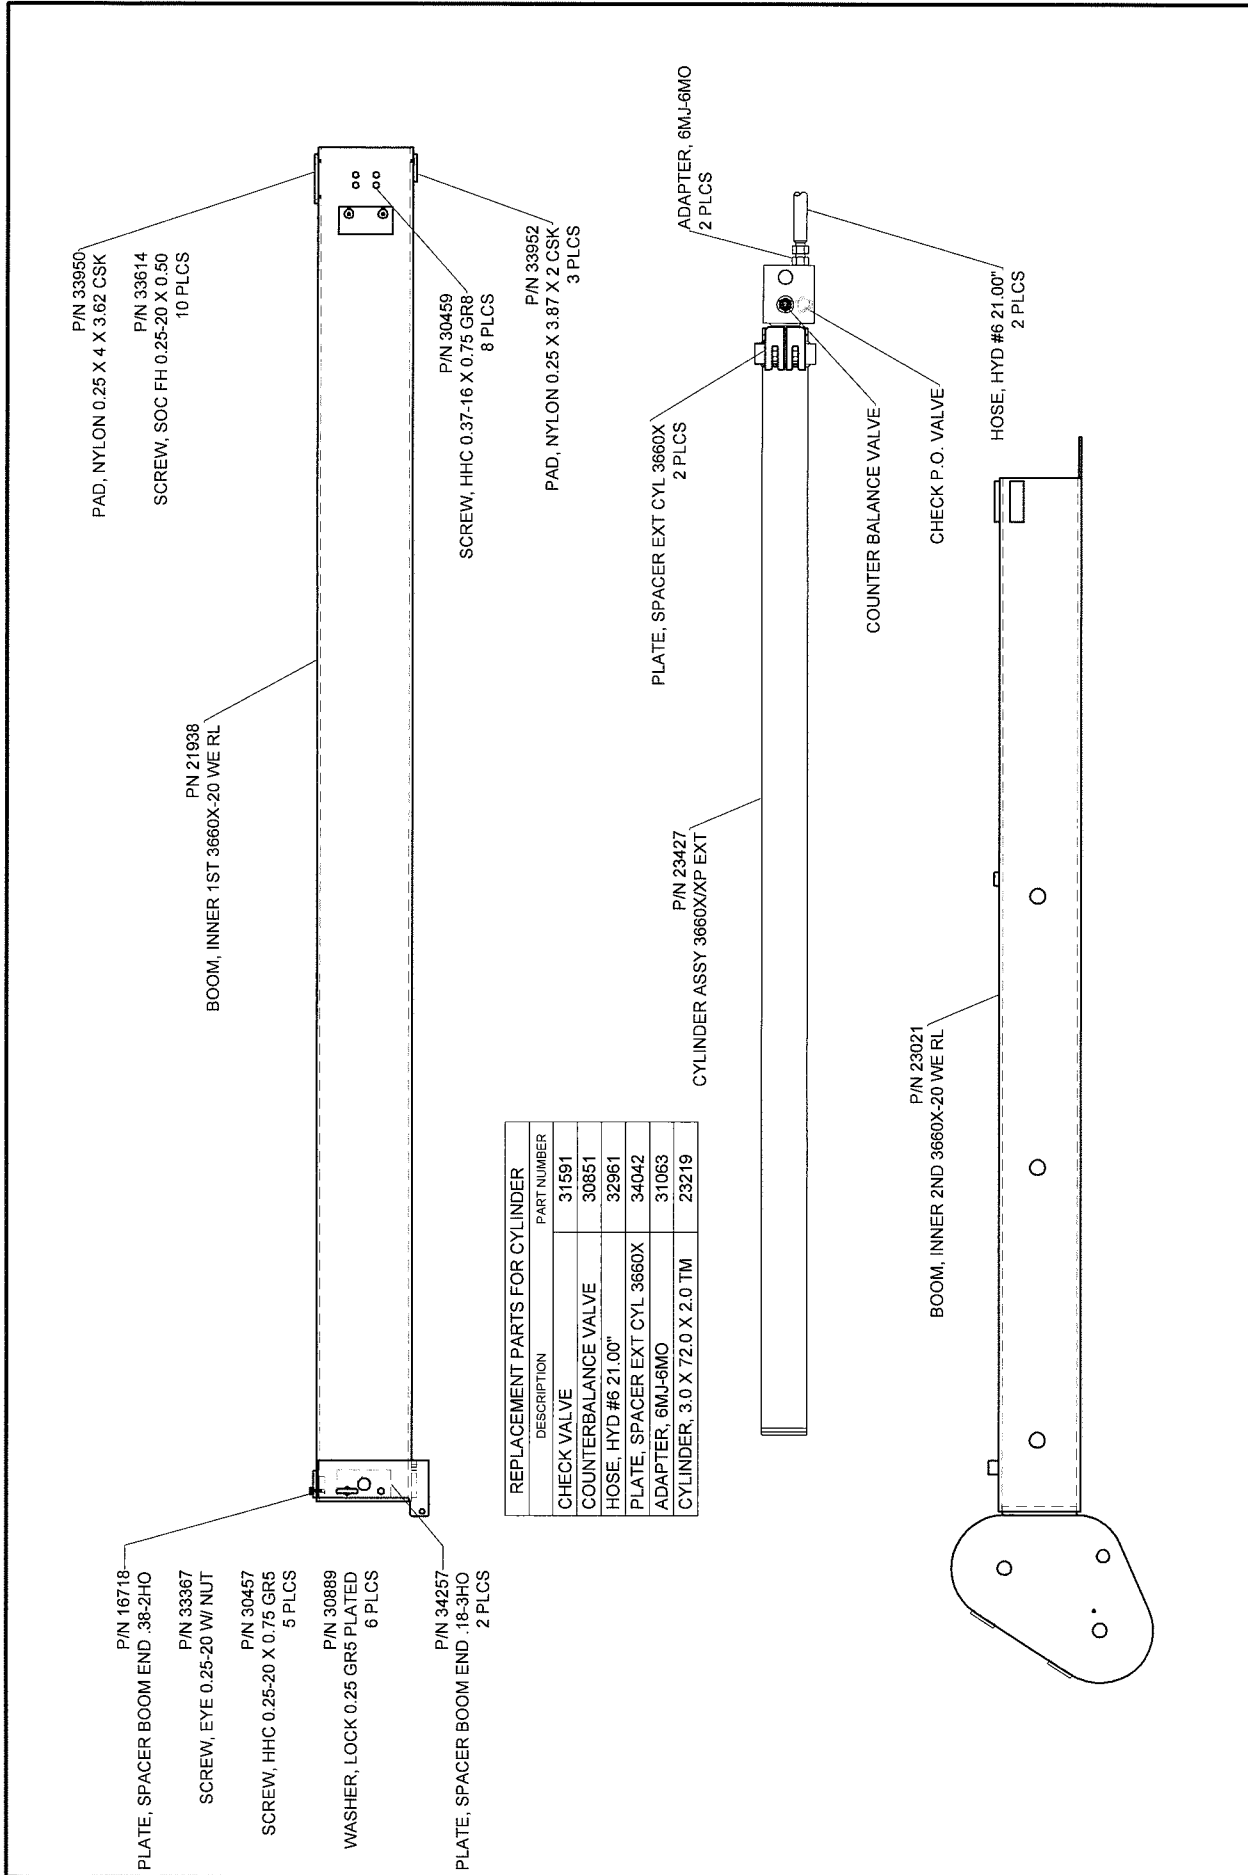 P/N 16718
PLATE, SPACER BOOM END .38-2HO
P/N 33367
SCREW, EYE 0.25-20 W/ NUT
P/N 30457
SCREW, HHC 0.25-20 X 0.75 GR5
5 PLCS
P/N 30889
WASHER, LOCK 0.25 GR5 PLATED
6 PLCS
P/N 34257
PLATE, SPACER BOOM END .18-3HO
2 PLCS
PN 21938
BOOM, INNER 1ST 3660X-20 WE RL
P/N 33950
PAD, NYLON 0.25 X 4 X 3.62 CSK
P/N 33614
SCREW, SOC FH 0.25-20 X 0.50
10 PLCS
P/N 30459
SCREW, HHC 0.37-16 X 0.75 GR8
8 PLCS
P/N 33952
PAD, NYLON 0.25 X 3.87 X 2 CSK
3 PLCS
REPLACEMENT PARTS FOR CYLINDER
DESCRIPTION PART NUMBER
CHECK VALVE 31591
COUNTERBALANCE VALVE 30851
HOSE, HYD #6 21.00" 32961
PLATE, SPACER EXT CYL 3660X 34042
ADAPTER, 6MJ-6MO 31063
CYLINDER, 3.0 X 72.0 X 2.0 TM 23219
P/N 23427
CYLINDER ASSY 3660X/XP EXT
PLATE, SPACER EXT CYL 3660X
2 PLCS
ADAPTER, 6MJ-6MO
2 PLCS
COUNTER BALANCE VALVE
CHECK P.O. VALVE
HOSE, HYD #6 21.00"
2 PLCS
P/N 23021
BOOM, INNER 2ND 3660X-20 WE RL